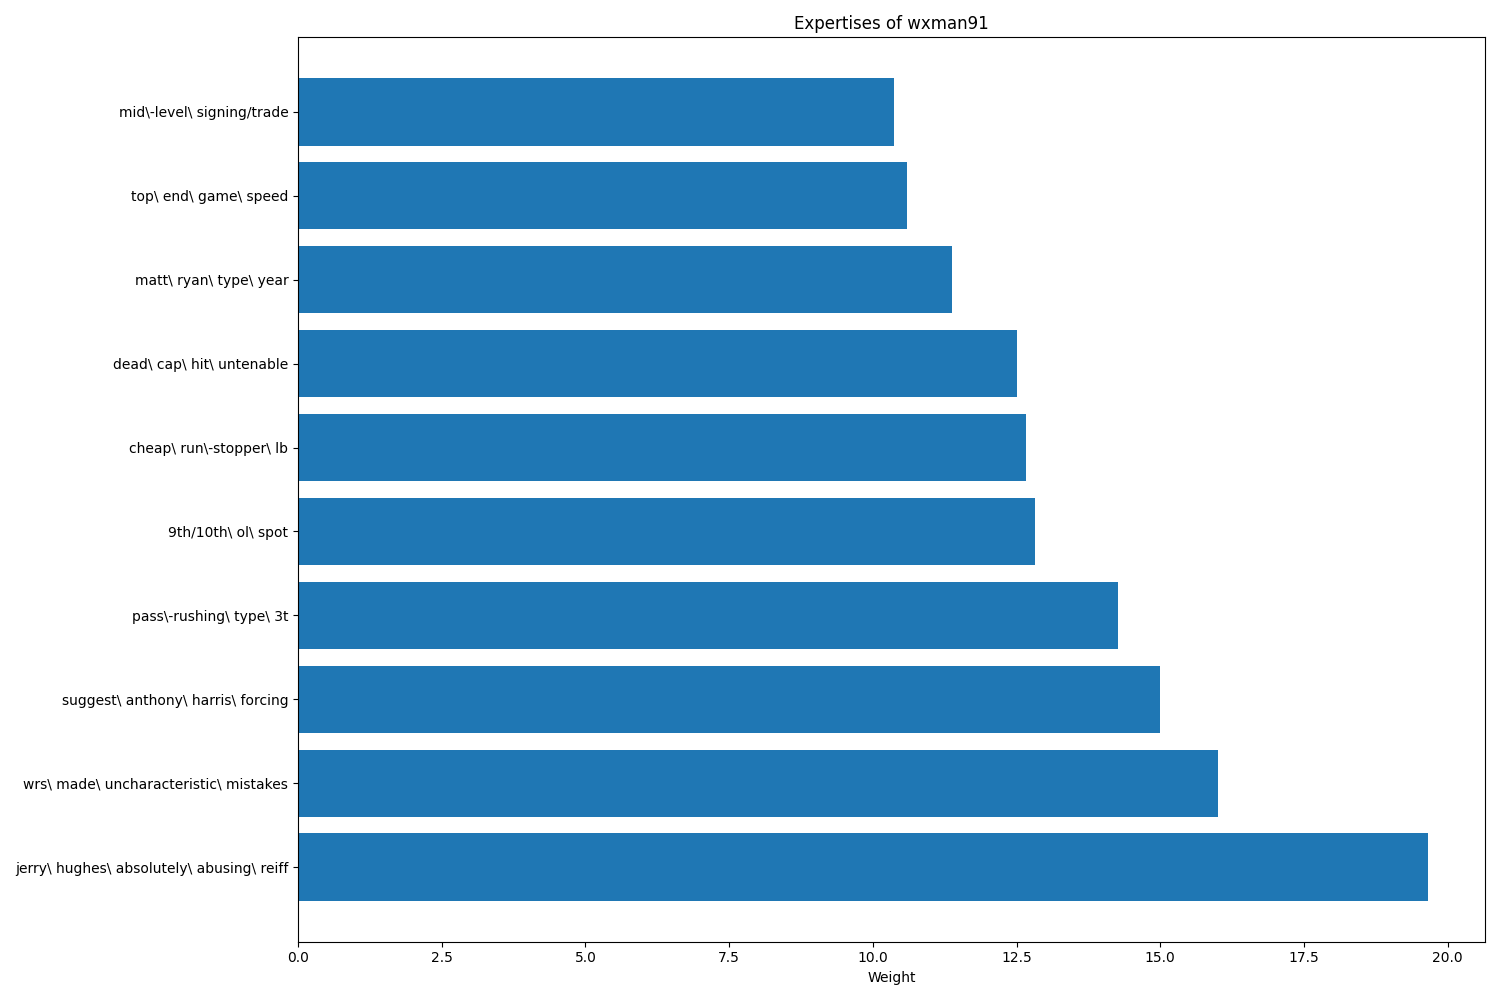 Expertises of wxman91
mid\-level\ signing/trade
top\ end\ game\ speed
matt\ ryan\ type\ year
dead\ cap\ hit\ untenable
cheap\ run\-stopper\ lb
9th/10th\ ol\ spot
pass\-rushing\ type\ 3t
suggest\ anthony\ harris\ forcing
wrs\ made\ uncharacteristic\ mistakes
jerry\ hughes\ absolutely\ abusing\ reiff
0.0 2.5 5.0 7.5 10.0 12.5 15.0 17.5 20.0
Weight